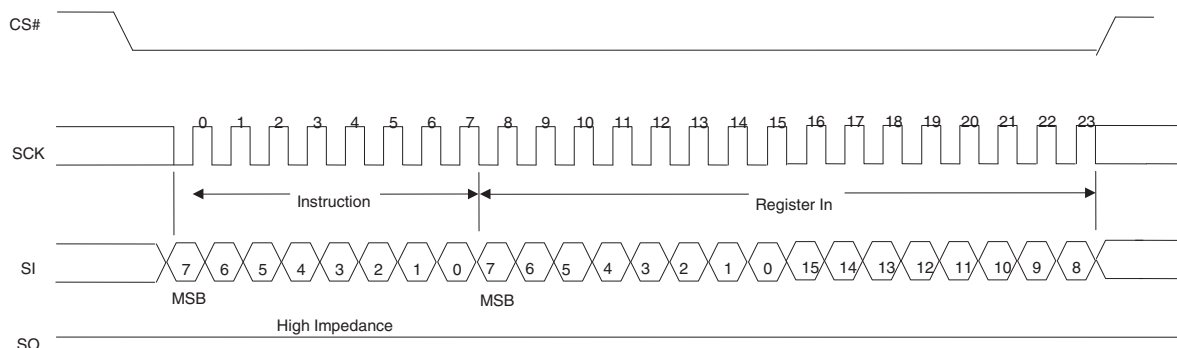 CS#
0 1 2 3 4 5 6 7 8 9 10 11 12 13 14 15 16 17 18 19 20 21 22 23
SCK
Instruction
Register In
SI
7 6 5 4 3 2 1 0 7 6 5 4 3 2 1 0 15 14 13 12 11 10 9 8
MSB
MSB
High Impedance
SO